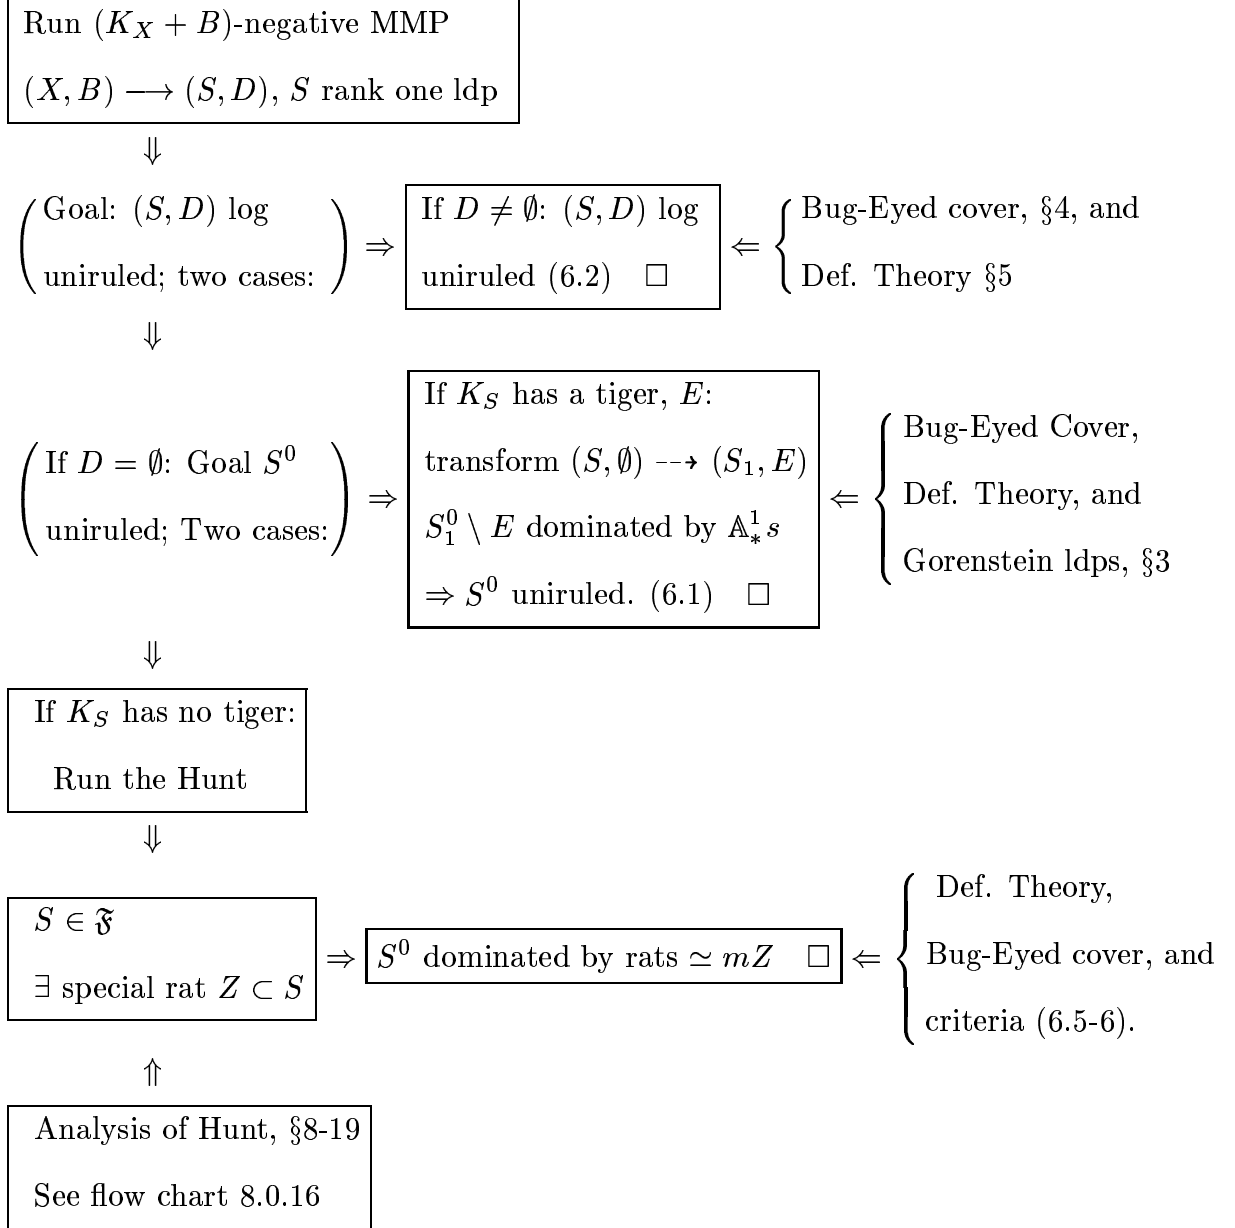 Run (K_X + B)-negative MMP
(X, B) ⟶ (S, D), S rank one ldp
⇓
Goal: (S, D) log
uniruled; two cases:
⇒
If D ≠ ∅: (S, D) log
uniruled (6.2) □
⇐
Bug-Eyed cover, §4, and
Def. Theory §5
⇓
If D = ∅: Goal S^0
uniruled; Two cases:
⇒
If K_S has a tiger, E:
transform (S, ∅) ⇢ (S_1, E)
S_1^0 \ E dominated by 𝔸^1_*s
⇒ S^0 uniruled. (6.1) □
⇐
Bug-Eyed Cover,
Def. Theory, and
Gorenstein ldps, §3
⇓
If K_S has no tiger:
Run the Hunt
⇓
S ∈ 𝔉
∃ special rat Z ⊂ S
⇒
S^0 dominated by rats ≃ mZ □
⇐
Def. Theory,
Bug-Eyed cover, and
criteria (6.5-6).
⇑
Analysis of Hunt, §8-19
See flow chart 8.0.16